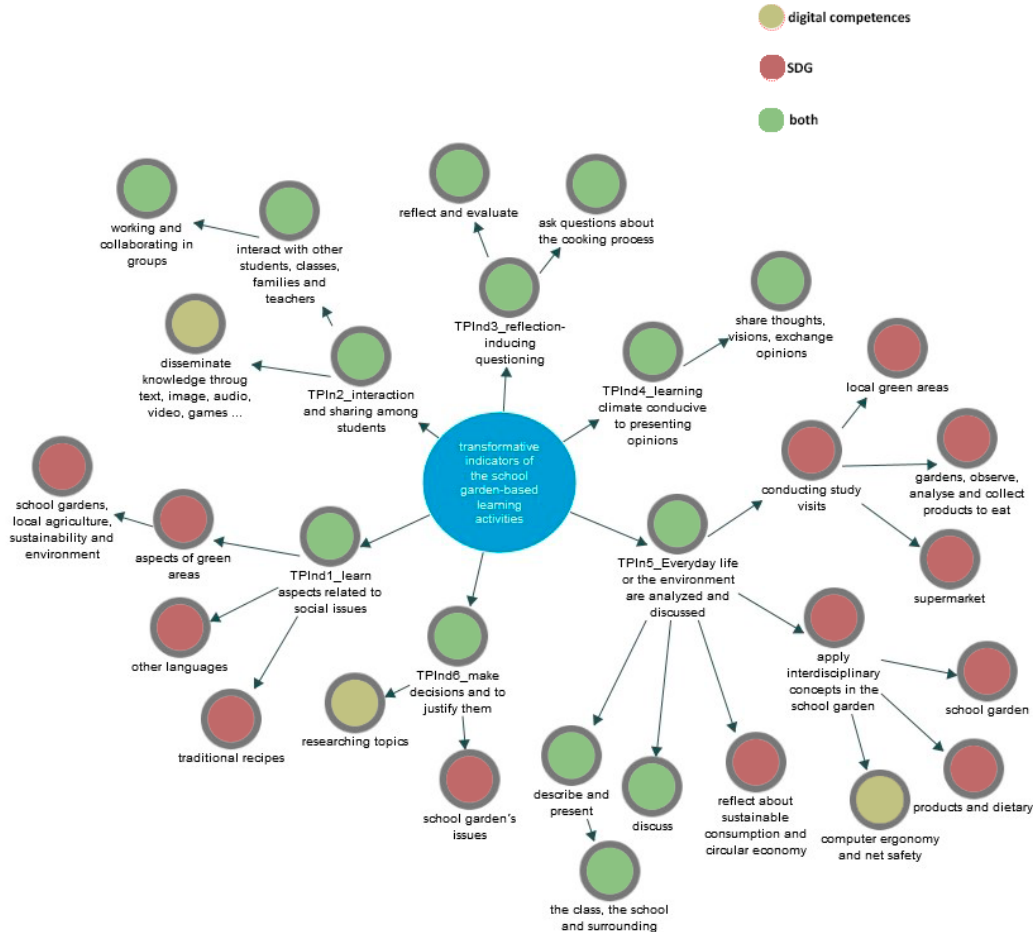 digital competences
SDG
both
working and
collaborating in
groups
interact with other
students, classes,
families and
teachers
reflect and evaluate
ask questions about
the cooking process
disseminate
knowledge throug
text, image, audio,
video, games ...
TPIn2_interaction
and sharing among
students
TPInd3_reflection-
inducing
questioning
TPInd4_learning
climate conducive
to presenting
opinions
share thoughts,
visions, exchange
opinions
local green areas
transformative
indicators of
the school
garden-based
learning
activities
conducting study
visits
gardens, observe,
analyse and collect
products to eat
supermarket
school gardens,
local agriculture,
sustainability and
environment
aspects of green
areas
TPInd1_learn
aspects related to
social issues
other languages
traditional recipes
TPInd6_make
decisions and to
justify them
researching topics
school garden's
issues
TPIn5_Everyday life
or the environment
are analyzed and
discussed
apply
interdisciplinary
concepts in the
school garden
school garden
products and dietary
computer ergonomy
and net safety
describe and
present
discuss
reflect about
sustainable
consumption and
circular economy
the class, the school
and surrounding